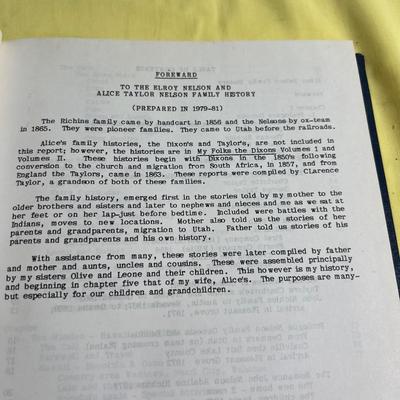 FOREWARD
TO THE ELROY NELSON AND
ALICE TAYLOR NELSON FAMILY HISTORY
(PREPARED IN 1979-81)
The Richins family came by handcart in 1856 and the Nelsons by ox-team
in 1865. They were pioneer families. They came to Utah before the railroads.
Alice's family histories, the Dixon's and Taylor's, are not included in
this report; however, the histories are in My Folks the Dixons Volumes I and
Volumes II. These histories begin with Dixons in the 1850's following
conversion to the church and migration from South Africa, in 1857, and from
England the Taylors, came in 1863. These reports were compiled by Clarence
Taylor, a grandson of both of these families.
The family history, emerged first in the stories told by my mother to the
older brothers and sisters and later to nephews and nieces and me as we sat at
her feet or on her lap just before bedtime. Included were battles with the
Indians, moves to new locations. Mother also told us the stories of her
parents and grandparents, migration to Utah. Father told us stories of his
parents and grandparents and his own history.
With assistance from many, these stories were later compiled by father
and mother and aunts, uncles and cousins. These were assembled principally
by my sisters Olive and Leone and their children. This however is my history,
and beginning in chapter five that of my wife, Alice's. The purposes are many-
but especially for our children and grandchildren.